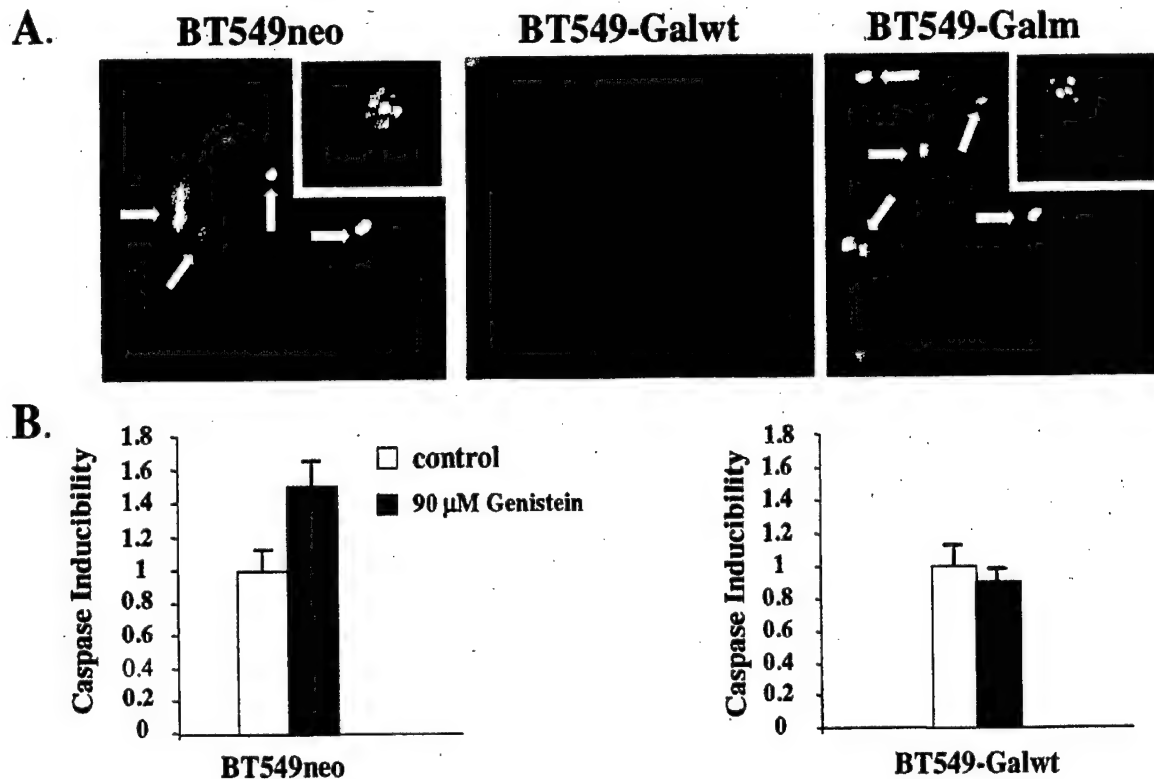 A.
BT549neo
BT549-Galwt
BT549-Galm
B.
Caspase Inducibility
1.8
1.6
1.4
1.2
1
0.8
0.6
0.4
0.2
0
BT549neo
control
90 μM Genistein
Caspase Inducibility
1.8
1.6
1.4
1.2
1
0.8
0.6
0.4
0.2
0
BT549-Galwt